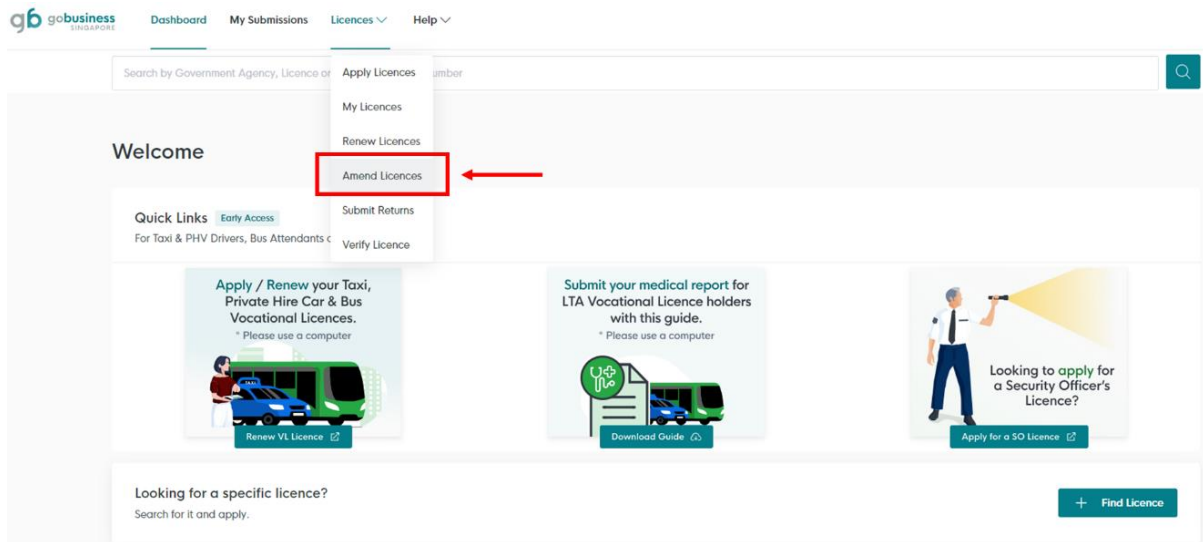 gb gobusiness
SINGAPORE
Dashboard
My Submissions
Licences
Help
Search by Government Agency, Licence or
umber
Apply Licences
My Licences
Renew Licences
Amend Licences
Submit Returns
Verify Licence
Welcome
Quick Links Early Access
For Taxi & PHV Drivers, Bus Attendants
Apply / Renew your Taxi,
Private Hire Car & Bus
Vocational Licences.
* Please use a computer
TAXI
Renew VL Licence
Submit your medical report for
LTA Vocational Licence holders
with this guide.
* Please use a computer
Download Guide
Looking to apply for
a Security Officer's
Licence?
Apply for a SO Licence
Looking for a specific licence?
Search for it and apply.
+ Find Licence